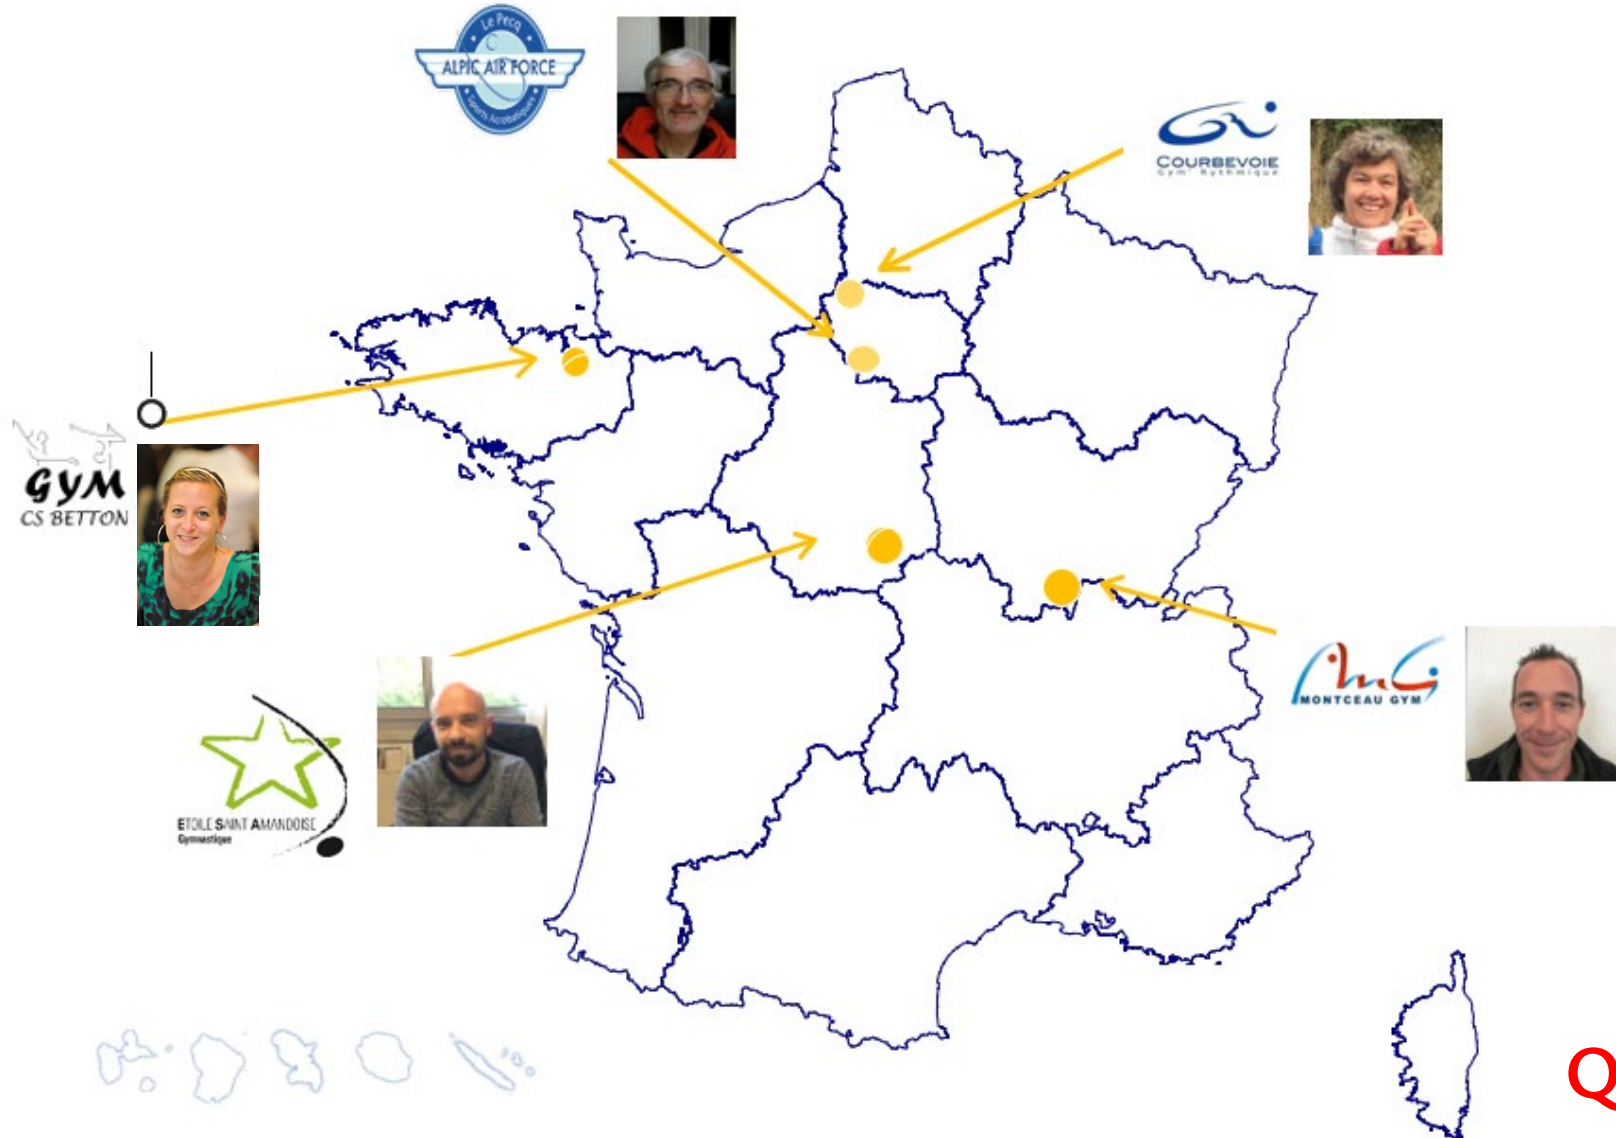 Le Pecq
ALPIC AIR FORCE
Sports Acrobatiques
COURBEVOIE
Gym' Rythmique
GYM
CS BETTON
MONTCEAU GYM
ETOILE SAINT AMANDOISE
Gymnastique
Q